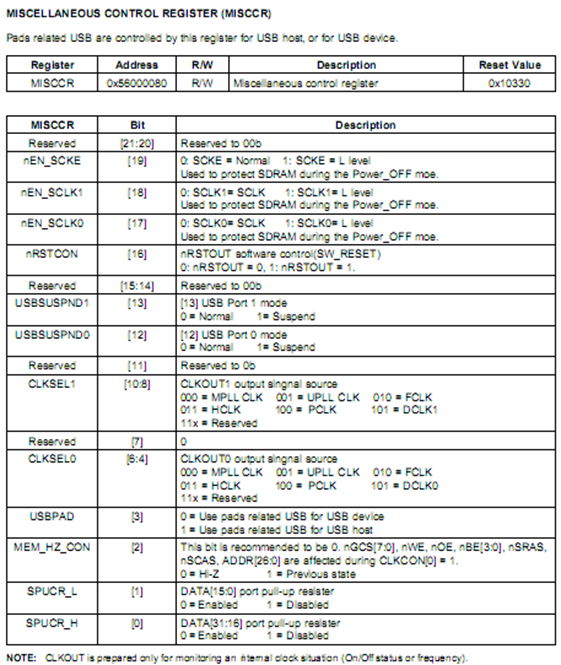 MISCELLANEOUS CONTROL REGISTER (MISCCR)
Pads related USB are controlled by this register for USB host, or for USB device.
Register Address R/W Description Reset Value
MISCCR 0x56000080 R/W Miscellaneous control register 0x10330
MISCCR Bit Description
Reserved [21:20] Reserved to 00b
nEN_SCKE [19] 0: SCKE = Normal 1: SCKE = L level
Used to protect SDRAM during the Power_OFF moe.
nEN_SCLK1 [18] 0: SCLK1= SCLK 1: SCLK1= L level
Used to protect SDRAM during the Power_OFF moe.
nEN_SCLK0 [17] 0: SCLK0= SCLK 1: SCLK0= L level
Used to protect SDRAM during the Power_OFF moe.
nRSTCON [16] nRSTOUT software control(SW_RESET)
0: nRSTOUT = 0, 1: nRSTOUT = 1.
Reserved [15:14] Reserved to 00b
USBSUSPND1 [13] [13] USB Port 1 mode
0 = Normal 1= Suspend
USBSUSPND0 [12] [12] USB Port 0 mode
0 = Normal 1= Suspend
Reserved [11] Reserved to 0b
CLKSEL1 [10:8] CLKOUT1 output singnal source
000 = MPLL CLK 001 = UPLL CLK 010 = FCLK
011 = HCLK 100 = PCLK 101 = DCLK1
11x = Reserved
Reserved [7] 0
CLKSEL0 [6:4] CLKOUT0 output singnal source
000 = MPLL CLK 001 = UPLL CLK 010 = FCLK
011 = HCLK 100 = PCLK 101 = DCLK0
11x = Reserved
USBPAD [3] 0 = Use pads related USB for USB device
1 = Use pads related USB for USB host
MEM_HZ_CON [2] This bit is recommended to be 0. nGCS[7:0], nWE, nOE, nBE[3:0], nSRAS,
nSCAS, ADDR[26:0] are affected during CLKCON[0] = 1.
0 = Hi-Z 1 = Previous state
SPUCR_L [1] DATA[15:0] port pull-up resister
0 = Enabled 1 = Disabled
SPUCR_H [0] DATA[31:16] port pull-up resister
0 = Enabled 1 = Disabled
NOTE: CLKOUT is prepared only for monitoring an internal clock situation (On/Off status or frequency).